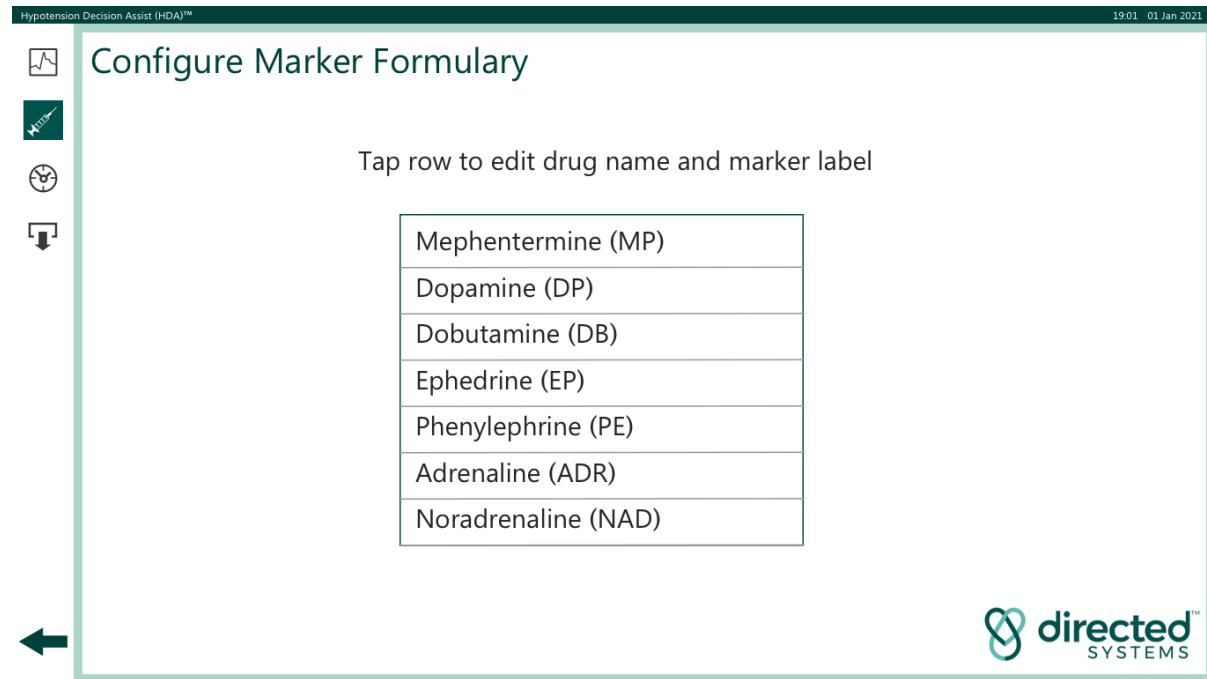 Hypotension Decision Assist (HDA)™ 19:01 01 Jan 2021
Configure Marker Formulary
Tap row to edit drug name and marker label
Mephentermine (MP)
Dopamine (DP)
Dobutamine (DB)
Ephedrine (EP)
Phenylephrine (PE)
Adrenaline (ADR)
Noradrenaline (NAD)
directed™
SYSTEMS